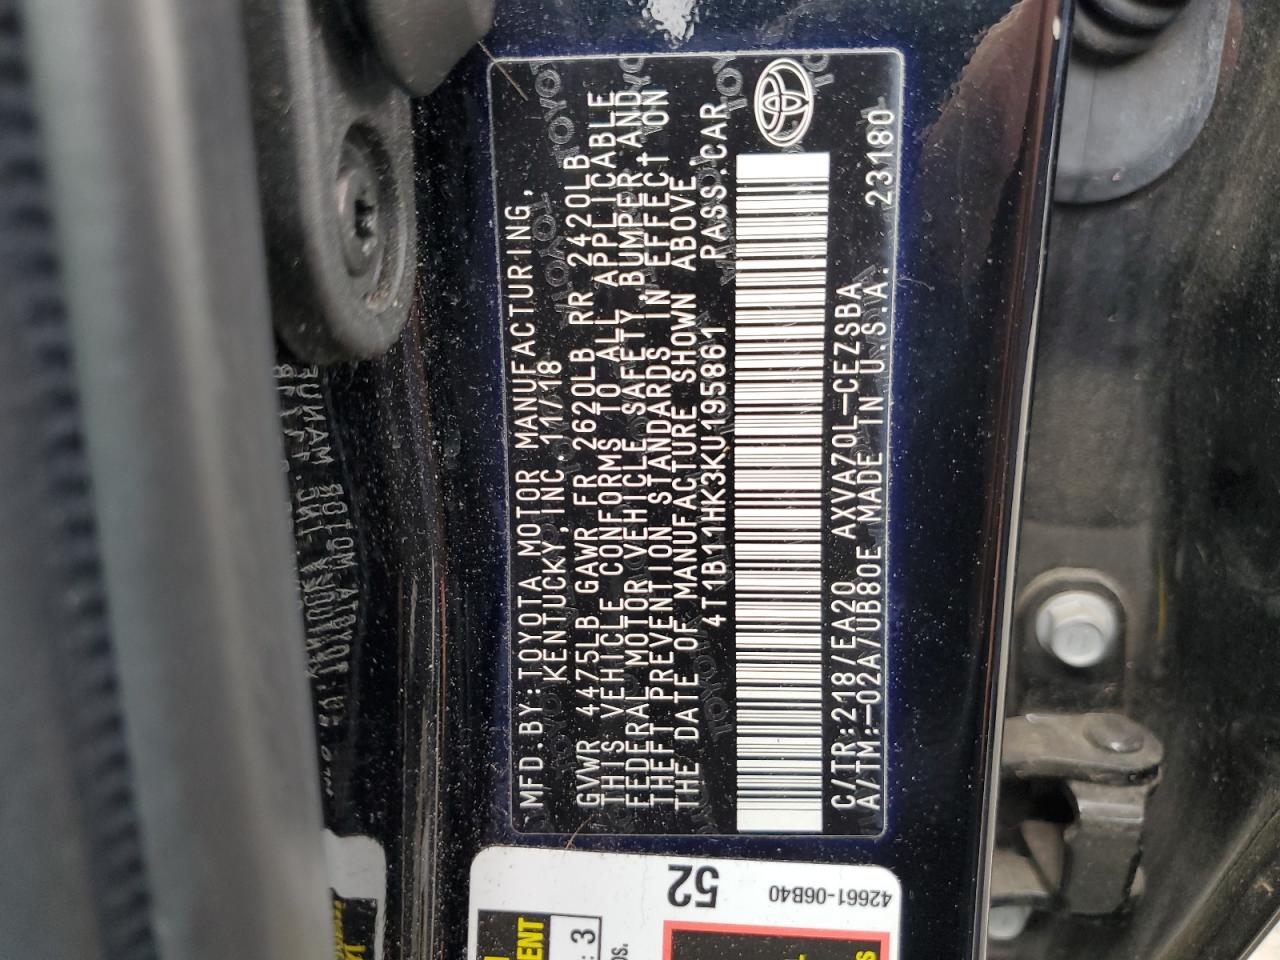 MFD.BY:TOYOTA MOTOR MANUFACTURING,
KENTUCKY,INC. 11/18
GVWR 4475LB GAWR FR 2620LB RR 2420LB
THIS VEHICLE CONFORMS TO ALL APPLICABLE
FEDERAL MOTOR VEHICLE SAFETY, BUMPER AND
THEFT PREVENTION STANDARDS IN EFFECT ON
THE DATE OF MANUFACTURE SHOWN ABOVE.
4T1B11HK3KU195861 PASS.CAR
C/TR:218/EA20 AXVA70L-CEZSBA
A/TM:-02A/UB80E MADE IN U.S.A. 23180
52
42661-06B40
ENT
: 3